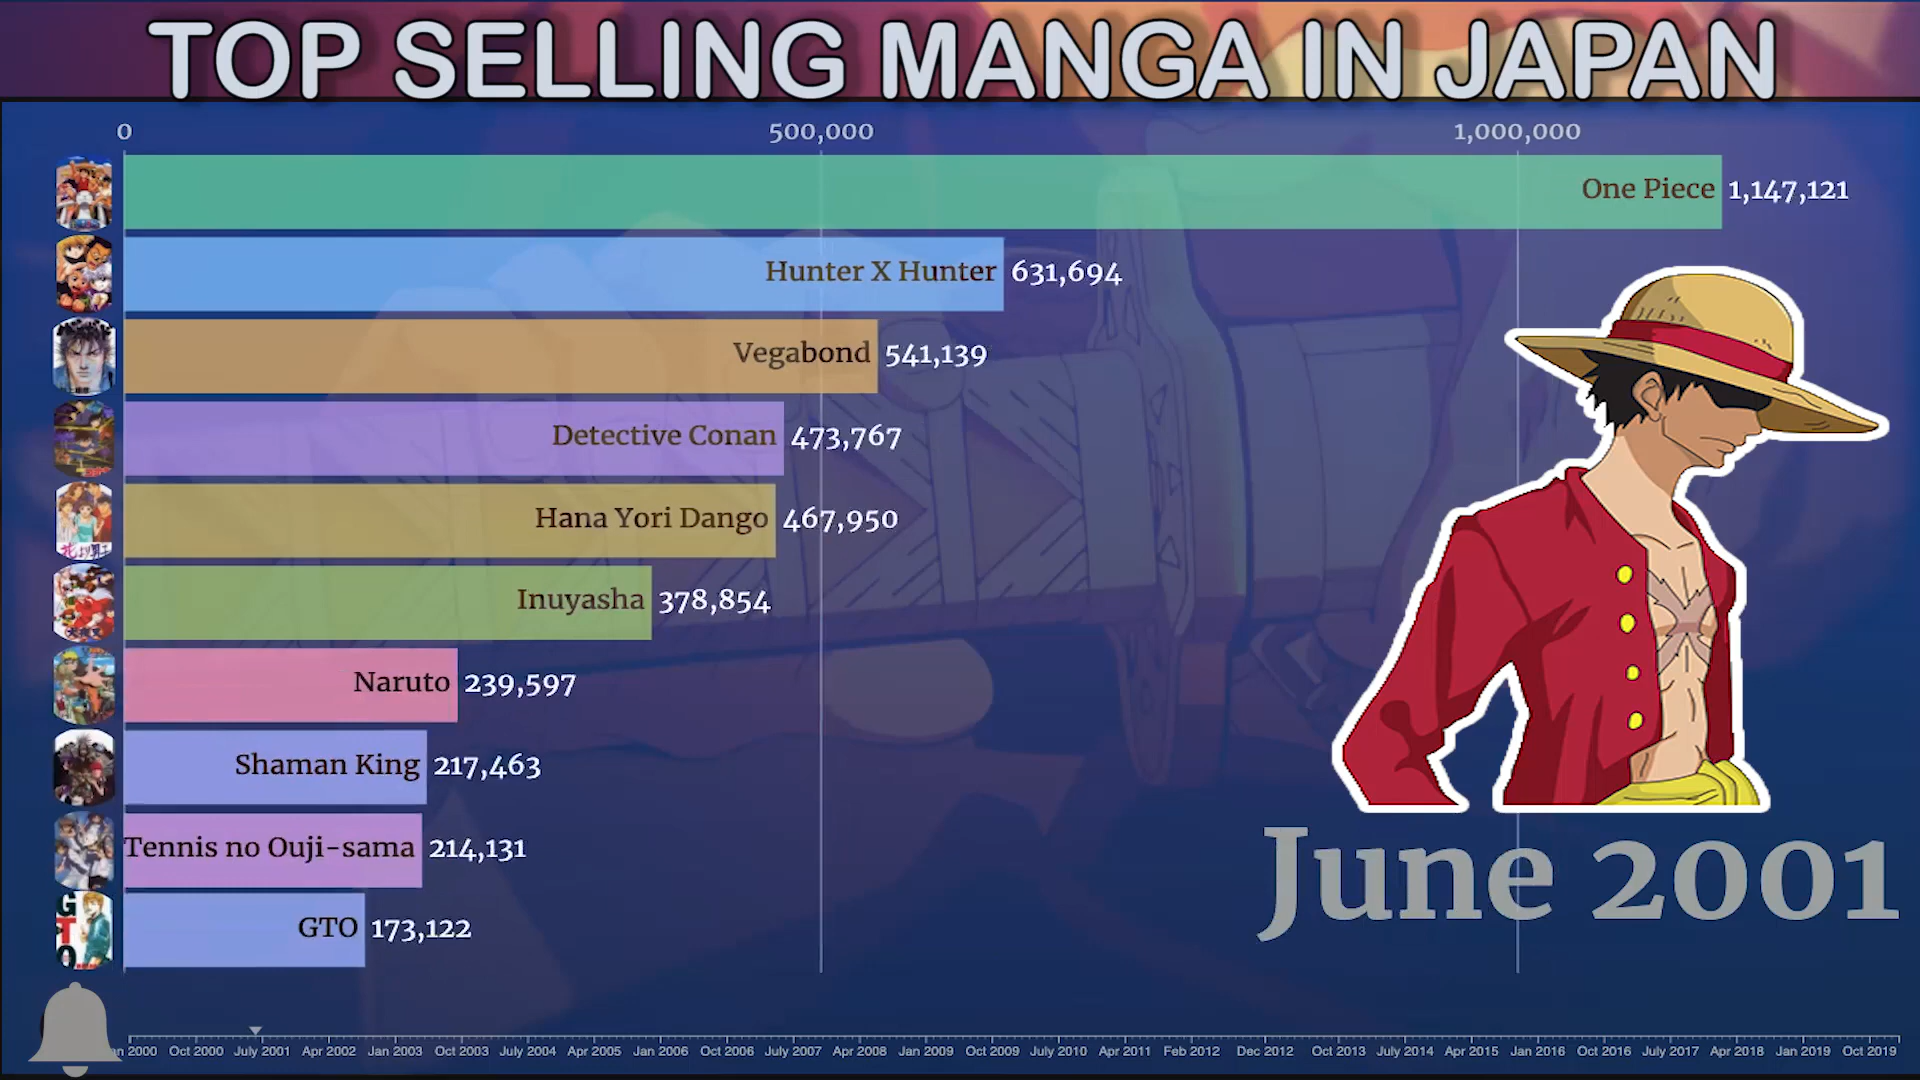 TOP SELLING MANGA IN JAPAN
0 500,000 1,000,000
One Piece 1,147,121
Hunter X Hunter 631,694
Vegabond 541,139
Detective Conan 473,767
Hana Yori Dango 467,950
Inuyasha 378,854
Naruto 239,597
Shaman King 217,463
Tennis no Ouji-sama 214,131
GTO 173,122
GTO
June 2001
n 2000 Oct 2000 July 2001 Apr 2002 Jan 2003 Oct 2003 July 2004 Apr 2005 Jan 2006 Oct 2006 July 2007 Apr 2008 Jan 2009 Oct 2009 July 2010 Apr 2011 Feb 2012 Dec 2012 Oct 2013 July 2014 Apr 2015 Jan 2016 Oct 2016 July 2017 Apr 2018 Jan 2019 Oct 2019